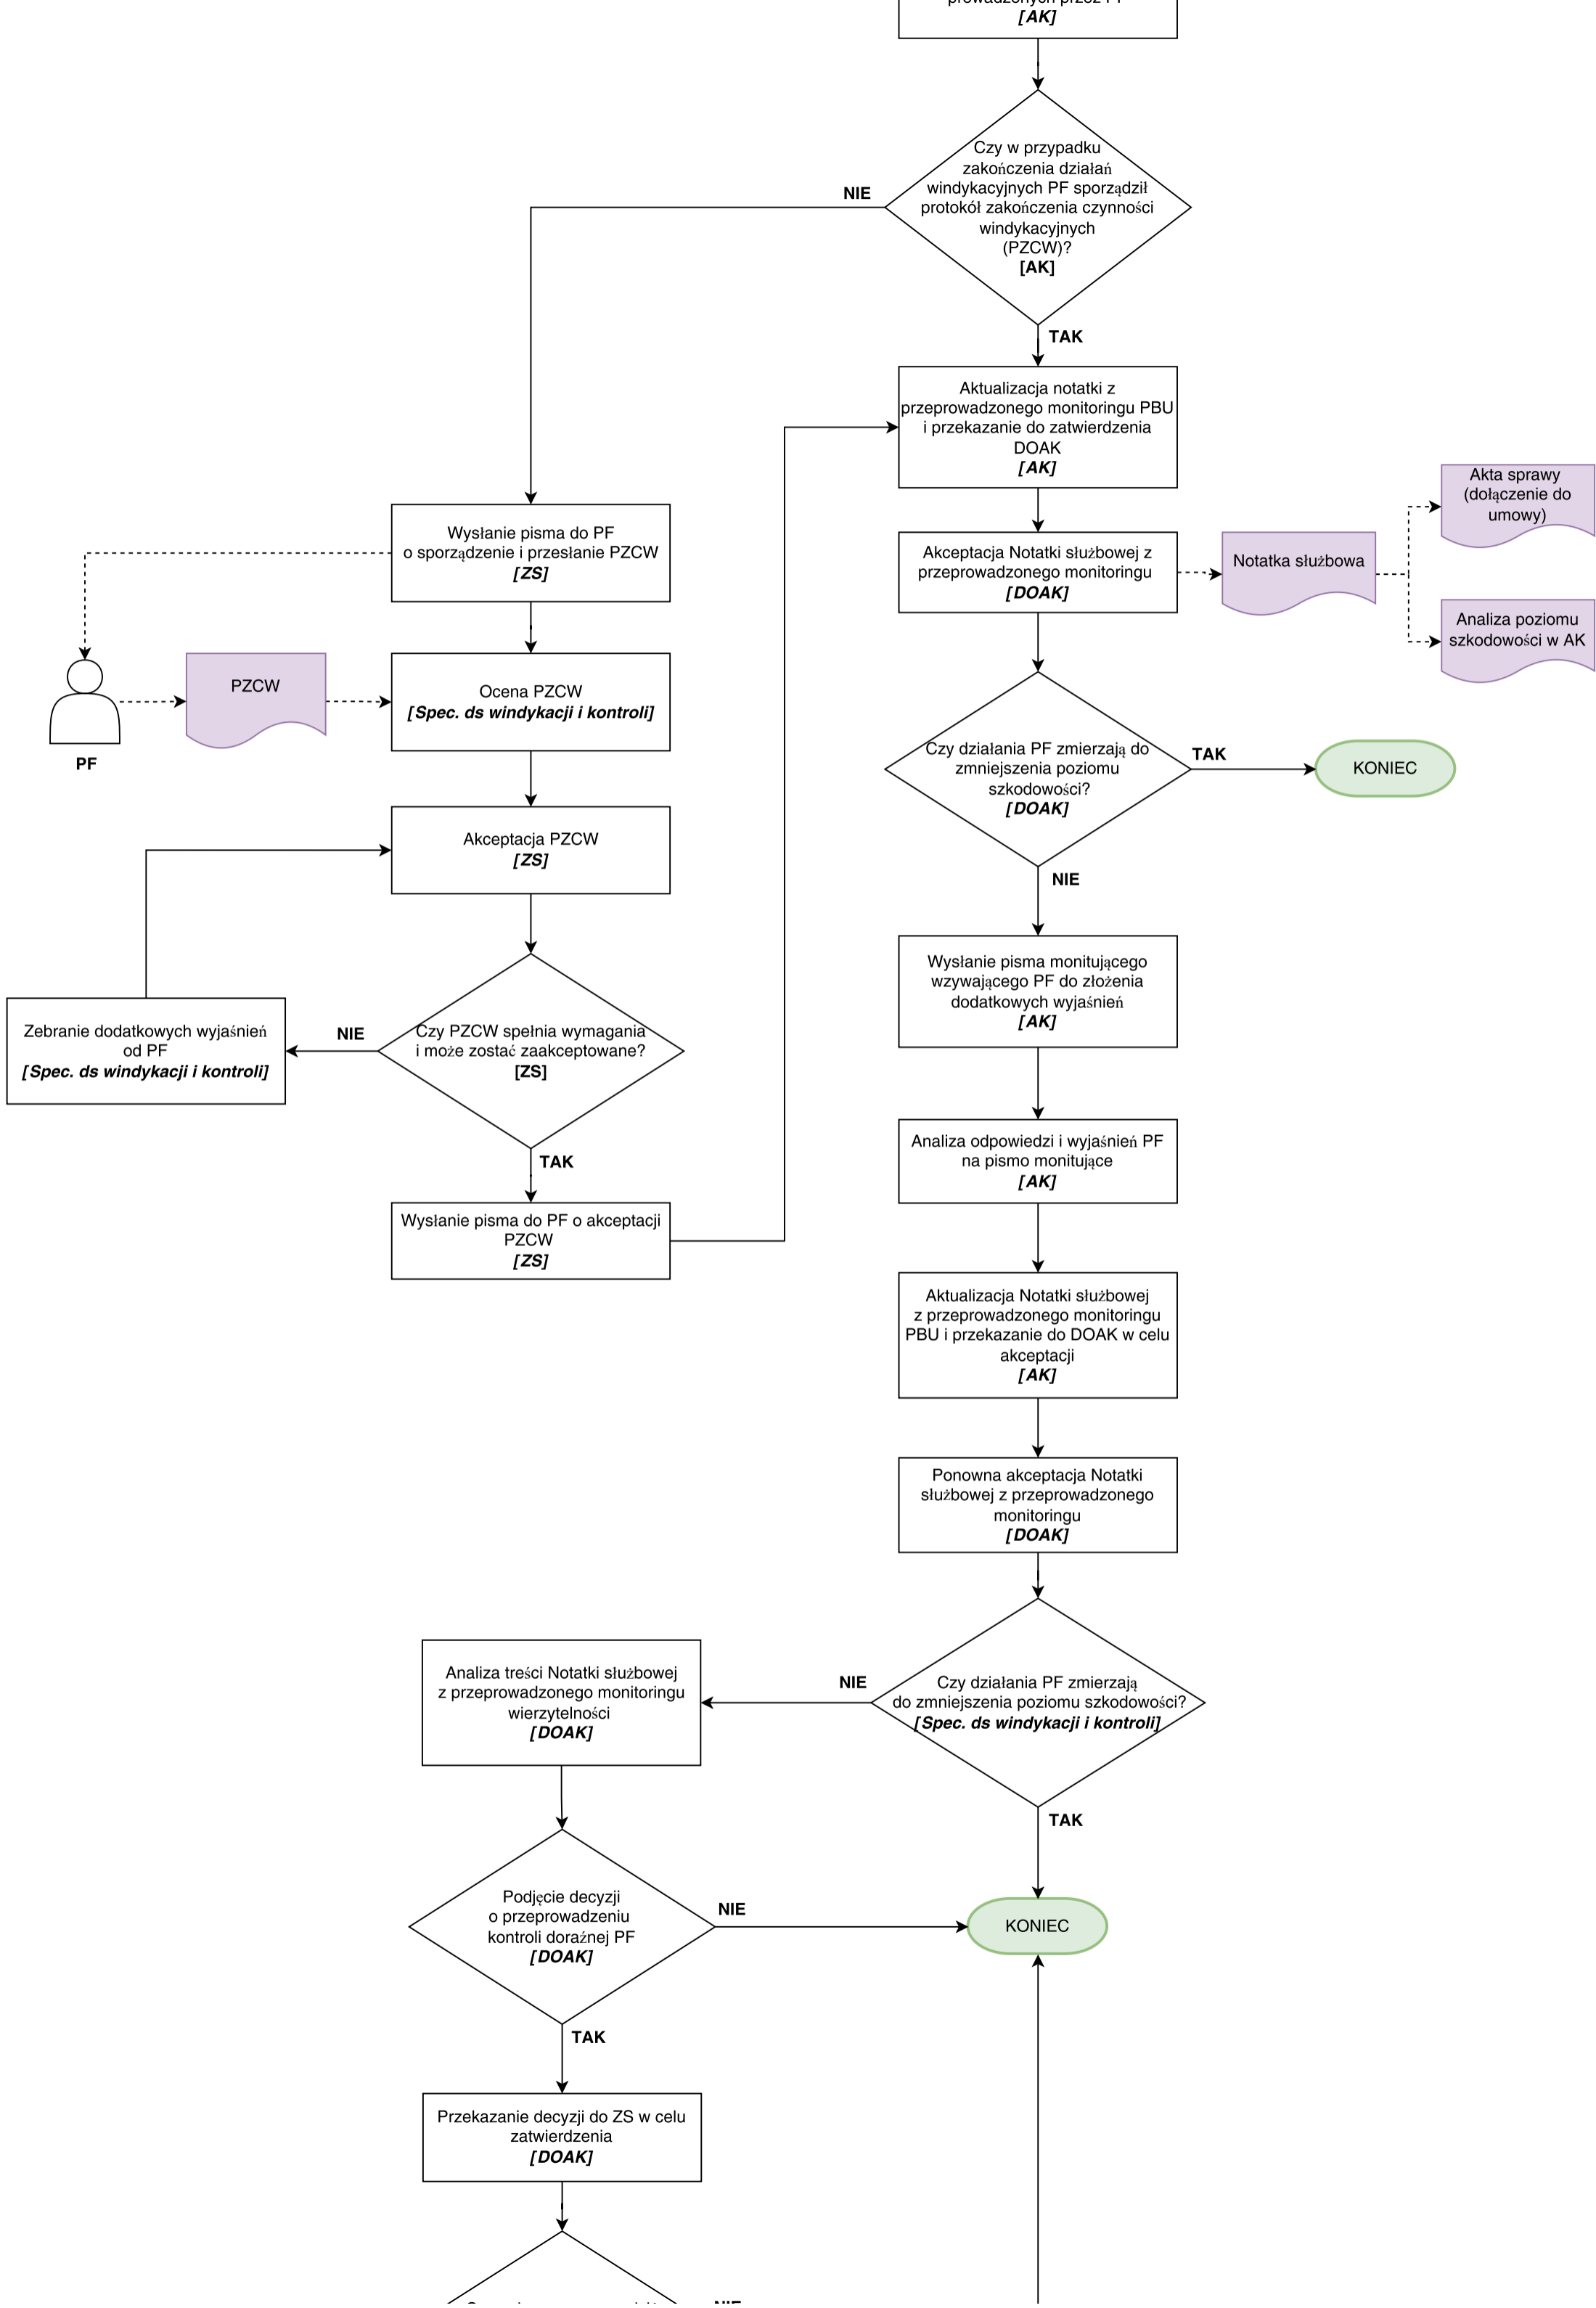 [AK]
Czy w przypadku
zakończenia działań
windykacyjnych PF sporządził
protokół zakończenia czynności
windykacyjnych
(PZCW)?
[AK]
NIE
TAK
Aktualizacja notatki z
przeprowadzonego monitoringu PBU
i przekazanie do zatwierdzenia
DOAK
[AK]
Wysłanie pisma do PF
o sporządzenie i przesłanie PZCW
[ZS]
Akceptacja Notatki służbowej z
przeprowadzonego monitoringu
[DOAK]
Notatka służbowa
Akta sprawy
(dołączenie do
umowy)
Analiza poziomu
szkodowości w AK
PF
PZCW
Ocena PZCW
[Spec. ds windykacji i kontroli]
Czy działania PF zmierzają do
zmniejszenia poziomu
szkodowości?
[DOAK]
TAK
KONIEC
NIE
Akceptacja PZCW
[ZS]
Zebranie dodatkowych wyjaśnień
od PF
[Spec. ds windykacji i kontroli]
NIE
Czy PZCW spełnia wymagania
i może zostać zaakceptowane?
[ZS]
TAK
Wysłanie pisma do PF o akceptacji
PZCW
[ZS]
Wysłanie pisma monitującego
wzywającego PF do złożenia
dodatkowych wyjaśnień
[AK]
Analiza odpowiedzi i wyjaśnień PF
na pismo monitujące
[AK]
Aktualizacja Notatki służbowej
z przeprowadzonego monitoringu
PBU i przekazanie do DOAK w celu
akceptacji
[AK]
Ponowna akceptacja Notatki
służbowej z przeprowadzonego
monitoringu
[DOAK]
Czy działania PF zmierzają
do zmniejszenia poziomu szkodowości?
[Spec. ds windykacji i kontroli]
NIE
TAK
Analiza treści Notatki służbowej
z przeprowadzonego monitoringu
wierzytelności
[DOAK]
Podjęcie decyzji
o przeprowadzeniu
kontroli doraźnej PF
[DOAK]
NIE
KONIEC
TAK
Przekazanie decyzji do ZS w celu
zatwierdzenia
[DOAK]
NIE